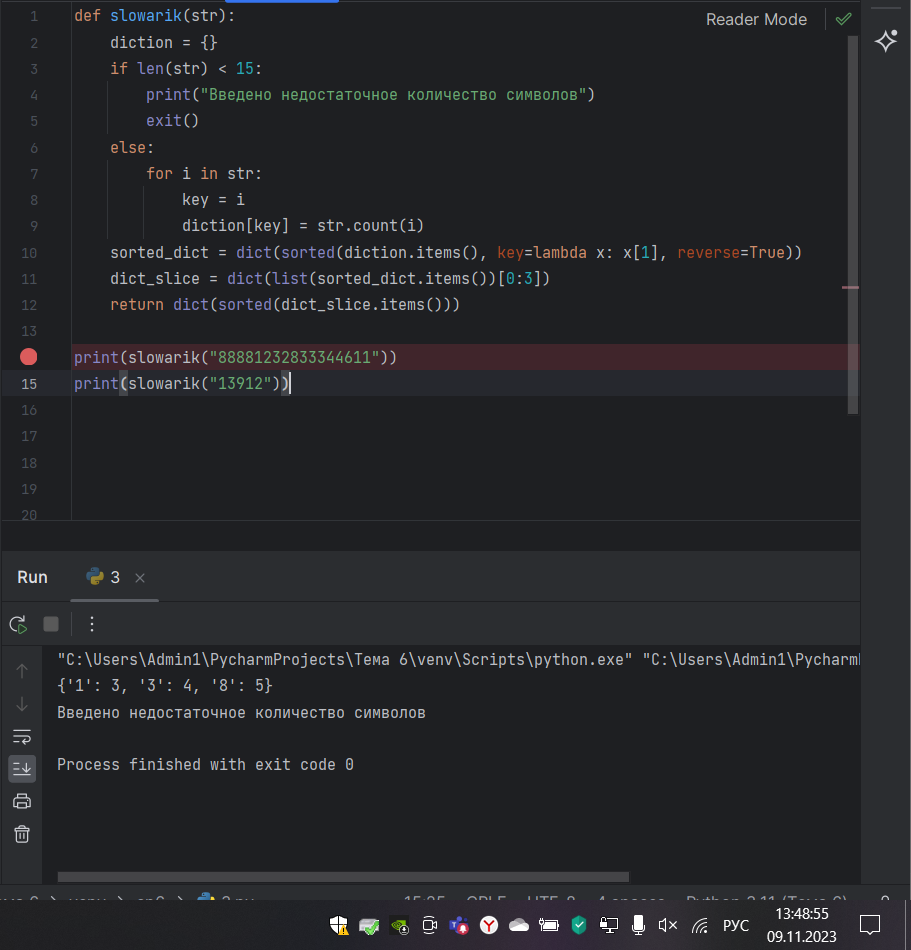 Reader Mode
1 def slowarik(str):
2 diction = {}
3 if len(str) < 15:
4 print("Введено недостаточное количество символов")
5 exit()
6 else:
7 for i in str:
8 key = i
9 diction[key] = str.count(i)
10 sorted_dict = dict(sorted(diction.items(), key=lambda x: x[1], reverse=True))
11 dict_slice = dict(list(sorted_dict.items())[0:3])
12 return dict(sorted(dict_slice.items()))
13
print(slowarik("88881232833344611"))
15 print(slowarik("13912"))
16
17
18
19
20
Run 3
"C:\Users\Admin1\PycharmProjects\Тема 6\venv\Scripts\python.exe" "C:\Users\Admin1\Pycharm
{'1': 3, '3': 4, '8': 5}
Введено недостаточное количество символов
Process finished with exit code 0
РУС
13:48:55
09.11.2023